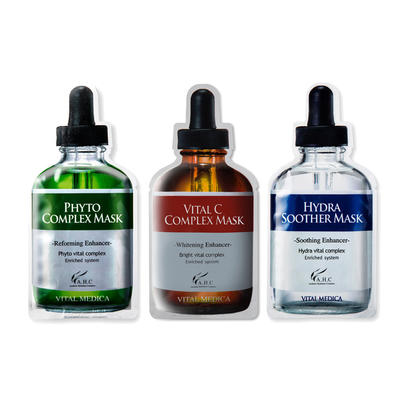 PHYTO
COMPLEX MASK
-Reforming Enhancer-
Phyto vital complex
Enriched system
A.H.C
VITAL MEDICA
VITAL C
COMPLEX MASK
-Whitening Enhancer-
Bright vital complex
Enriched system
A.H.C
VITAL MEDICA
HYDRA
SOOTHER MASK
-Soothing Enhancer-
Hydra vital complex
Enriched system
A.H.C
VITAL MEDICA